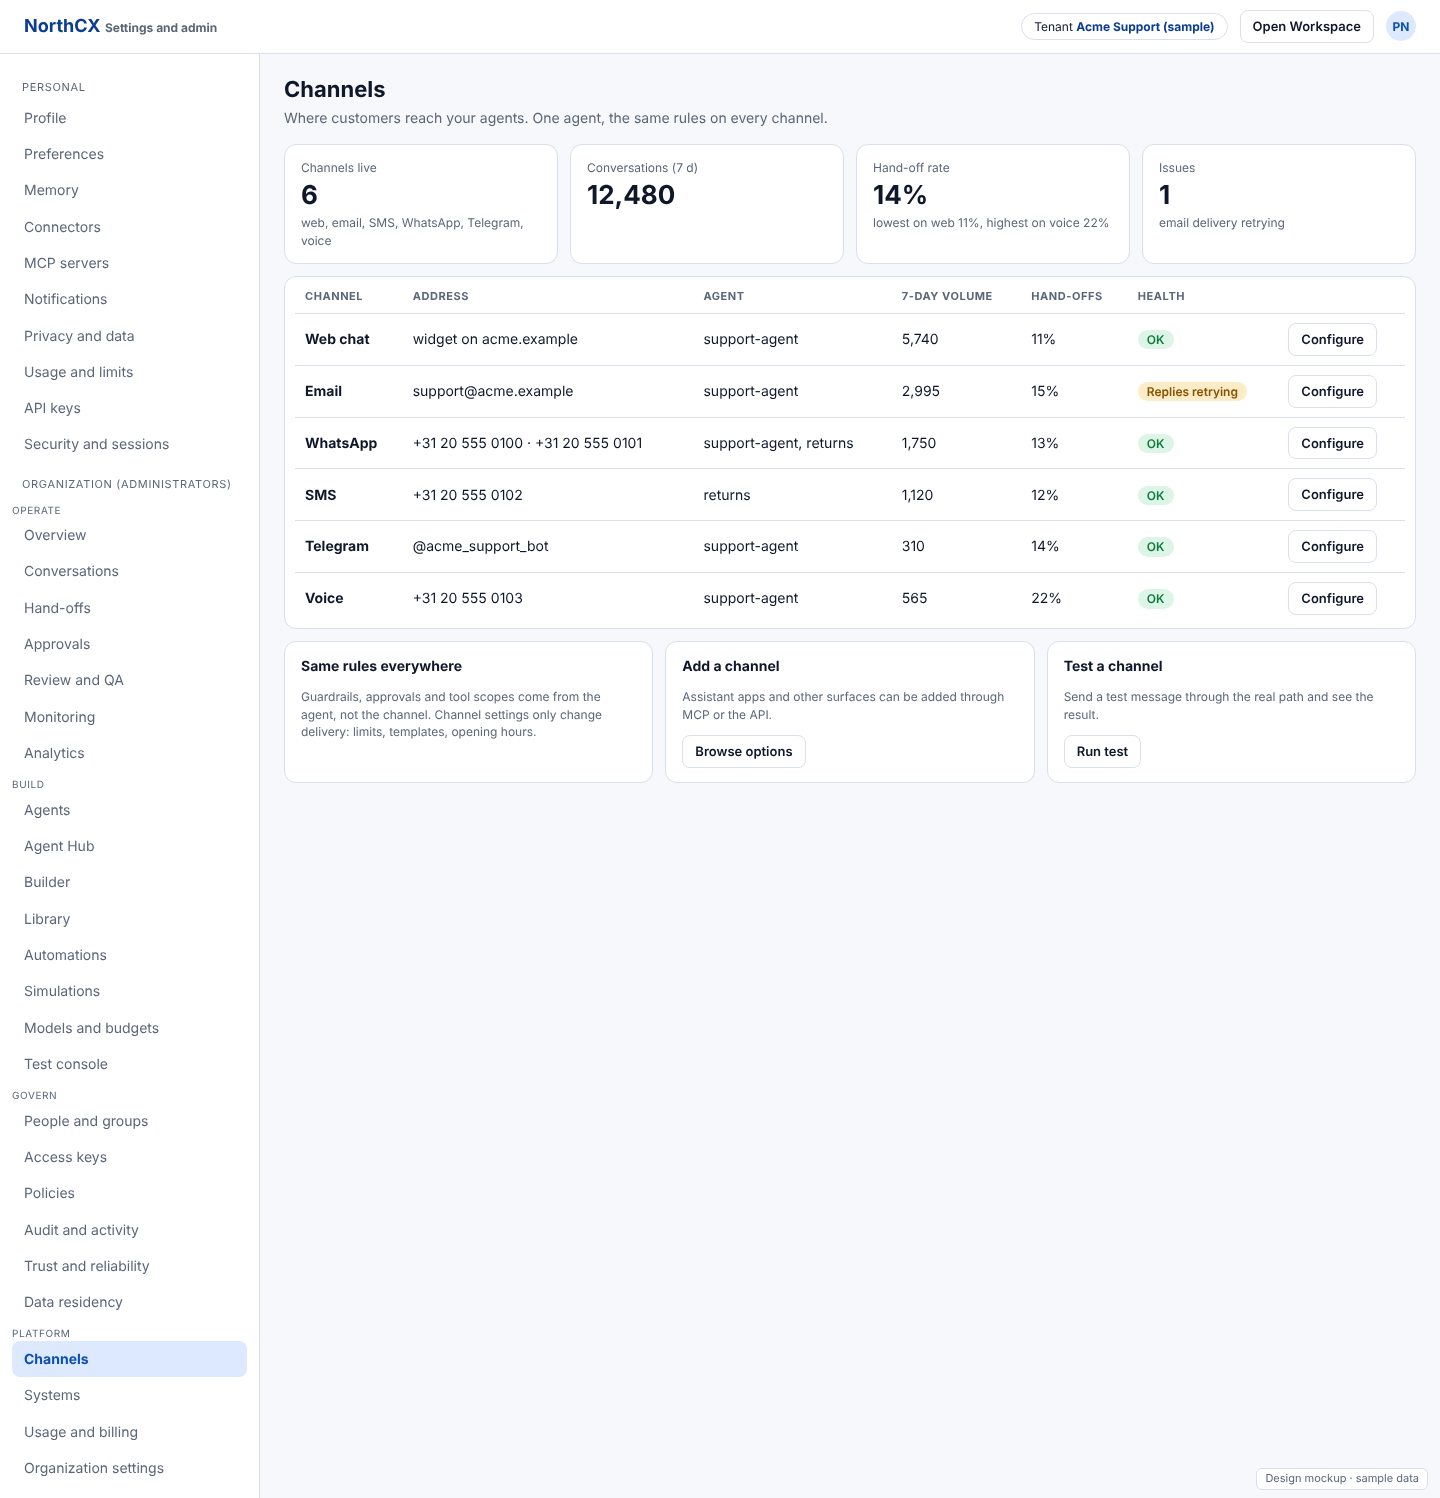 NorthCX Settings and admin
Tenant Acme Support (sample)
Open Workspace
PN
PERSONAL
Profile
Preferences
Memory
Connectors
MCP servers
Notifications
Privacy and data
Usage and limits
API keys
Security and sessions
ORGANIZATION (ADMINISTRATORS)
OPERATE
Overview
Conversations
Hand-offs
Approvals
Review and QA
Monitoring
Analytics
BUILD
Agents
Agent Hub
Builder
Library
Automations
Simulations
Models and budgets
Test console
GOVERN
People and groups
Access keys
Policies
Audit and activity
Trust and reliability
Data residency
PLATFORM
Channels
Systems
Usage and billing
Organization settings
Channels
Where customers reach your agents. One agent, the same rules on every channel.
Channels live
6
web, email, SMS, WhatsApp, Telegram,
voice
Conversations (7 d)
12,480
Hand-off rate
14%
lowest on web 11%, highest on voice 22%
Issues
1
email delivery retrying
CHANNEL ADDRESS AGENT 7-DAY VOLUME HAND-OFFS HEALTH
Web chat widget on acme.example support-agent 5,740 11% OK Configure
Email support@acme.example support-agent 2,995 15% Replies retrying Configure
WhatsApp +31 20 555 0100 · +31 20 555 0101 support-agent, returns 1,750 13% OK Configure
SMS +31 20 555 0102 returns 1,120 12% OK Configure
Telegram @acme_support_bot support-agent 310 14% OK Configure
Voice +31 20 555 0103 support-agent 565 22% OK Configure
Same rules everywhere
Guardrails, approvals and tool scopes come from the
agent, not the channel. Channel settings only change
delivery: limits, templates, opening hours.
Add a channel
Assistant apps and other surfaces can be added through
MCP or the API.
Browse options
Test a channel
Send a test message through the real path and see the
result.
Run test
Design mockup · sample data